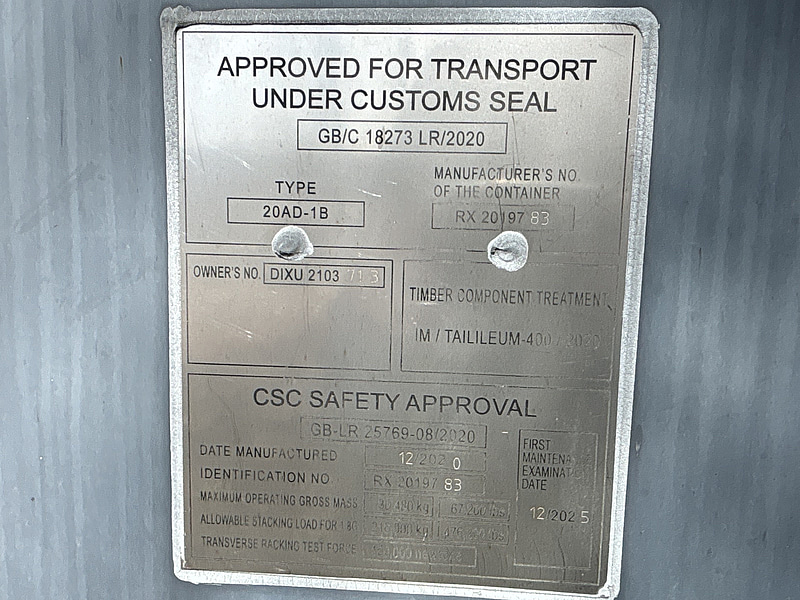 APPROVED FOR TRANSPORT
UNDER CUSTOMS SEAL
GB/C 18273 LR/2020
TYPE
20AD-1B
MANUFACTURER'S NO.
OF THE CONTAINER
RX 20197 83
OWNER'S NO. DIXU 2103 71 3
TIMBER COMPONENT TREATMENT
IM / TAILILEUM-400 / 2020
CSC SAFETY APPROVAL
GB-LR 25769-08/2020
DATE MANUFACTURED 12/2020
IDENTIFICATION NO. RX 20197 83
MAXIMUM OPERATING GROSS MASS 30,480 kg 67,200 lbs
ALLOWABLE STACKING LOAD FOR 1.8G
TRANSVERSE RACKING TEST FORCE
FIRST
MAINTENANCE
EXAMINATION
DATE
12/2025